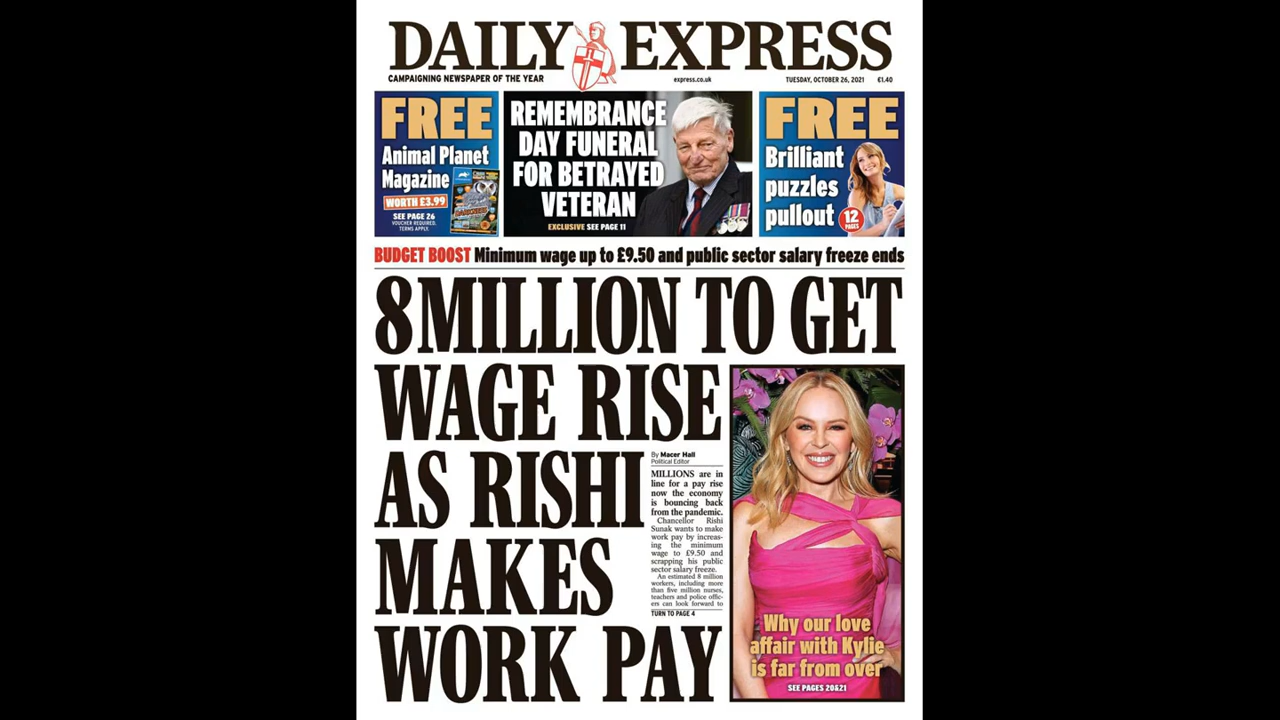 DAILY EXPRESS
CAMPAIGNING NEWSPAPER OF THE YEAR
express.co.uk
TUESDAY, OCTOBER 26, 2021 €1.40
FREE
Animal Planet
Magazine
WORTH £3.99
SEE PAGE 26
VOUCHER REQUIRED.
TERMS APPLY.
REMEMBRANCE
DAY FUNERAL
FOR BETRAYED
VETERAN
EXCLUSIVE SEE PAGE 11
FREE
Brilliant
puzzles
pullout
12
PAGES
BUDGET BOOST Minimum wage up to £9.50 and public sector salary freeze ends
8 MILLION TO GET
WAGE RISE
AS RISHI
MAKES
WORK PAY
By Macer Hall
Political Editor
MILLIONS are in
line for a pay rise
now the economy
is bouncing back
from the pandemic.
Chancellor Rishi
Sunak wants to make
work pay by increas-
ing the minimum
wage to £9.50 and
scrapping his public
sector salary freeze.
An estimated 8 million
workers, including more
than five million nurses,
teachers and police offic-
ers can look forward to
TURN TO PAGE 4
Why our love
affair with Kylie
is far from over
SEE PAGES 20&21